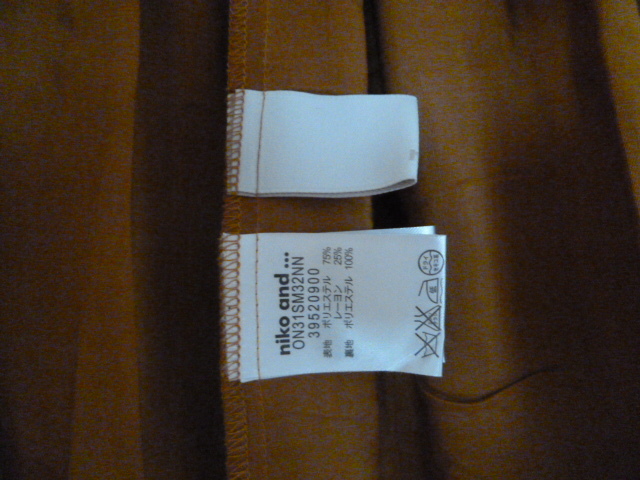 niko and ...
ON31SM32NN
39520900
表地 ポリエステル 75%
レーヨン 25%
裏地 ポリエステル 100%